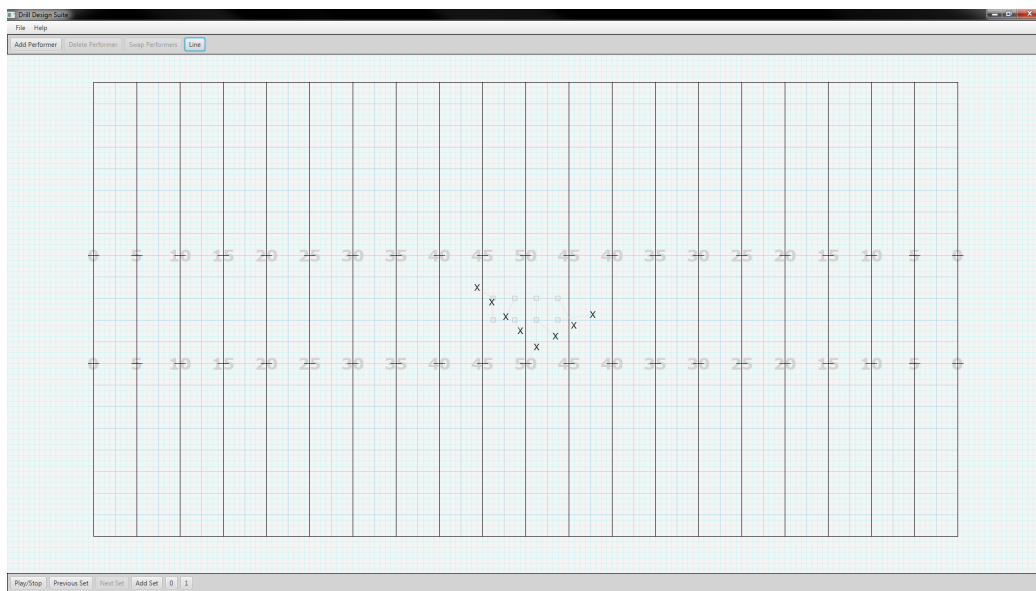 Drill Design Suite
File Help
Add Performer Delete Performer Swap Performers Line
0 5 10 15 20 25 30 35 40 45 50 45 40 35 30 25 20 15 10 5 0
X
X
X X
X
X
X
X
0 5 10 15 20 25 30 35 40 45 50 45 40 35 30 25 20 15 10 5 0
Play/Stop Previous Set Next Set Add Set 0 1